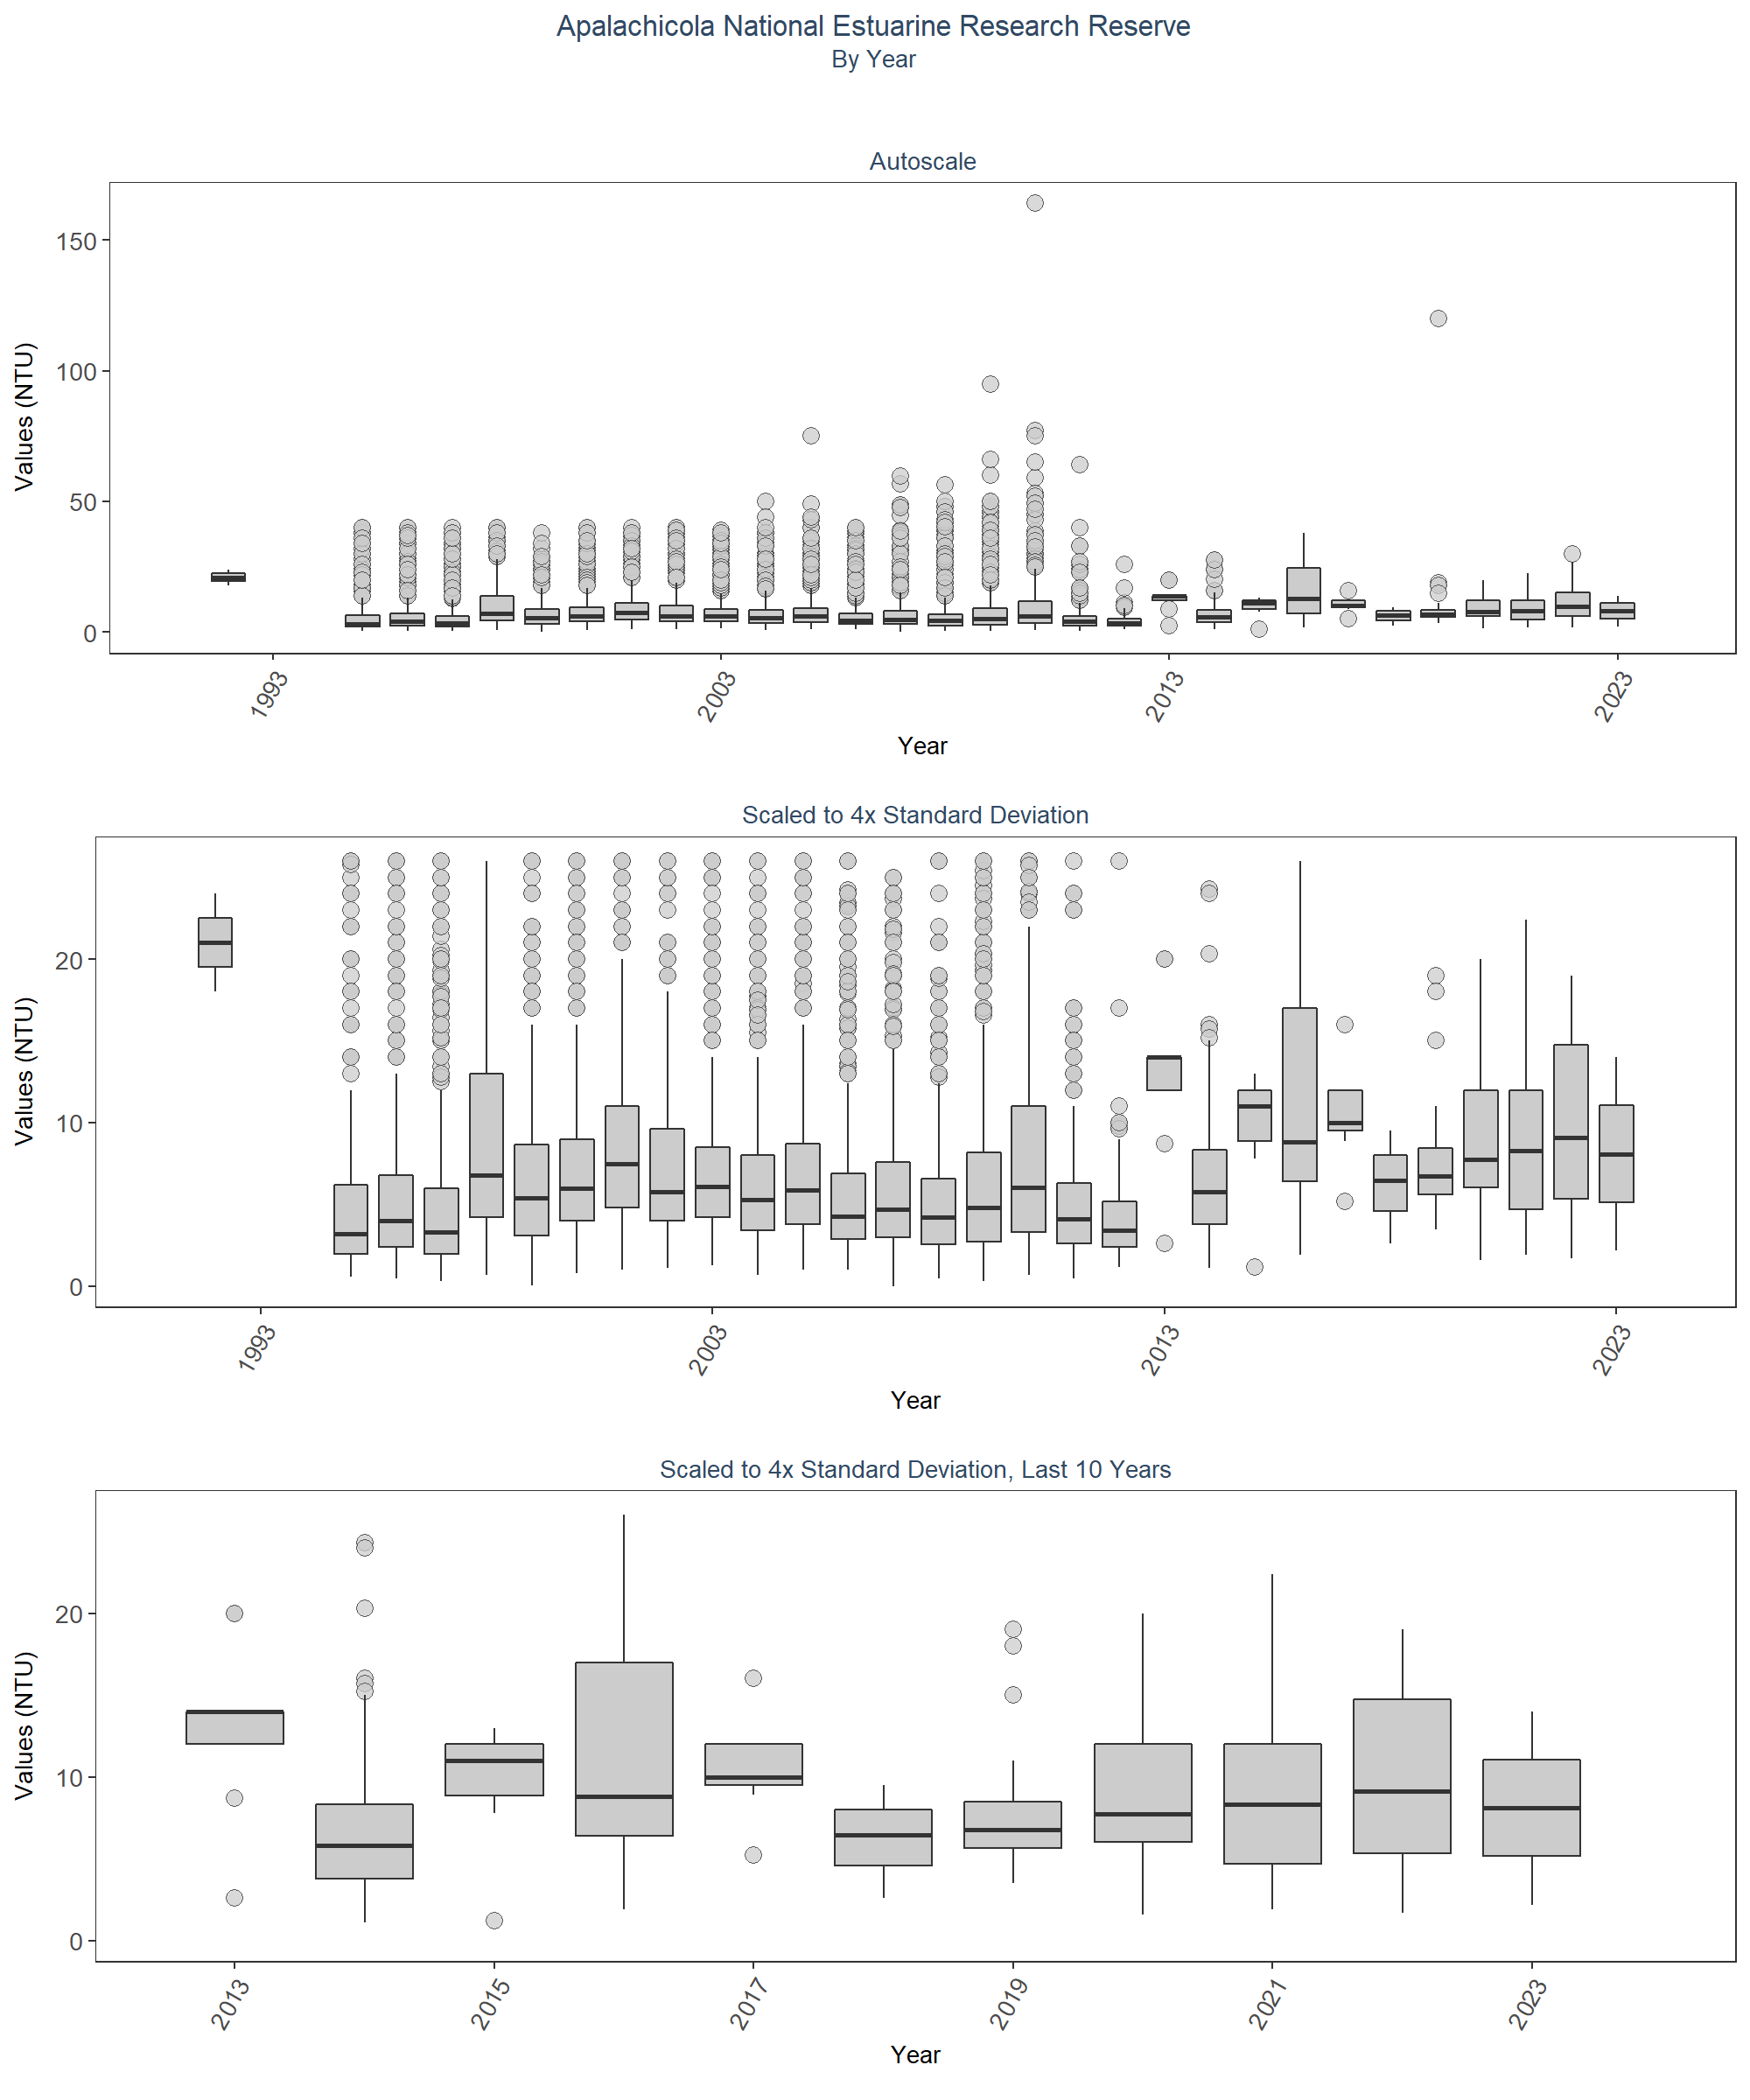 Apalachicola National Estuarine Research Reserve
By Year
Autoscale
Values (NTU)
150
100
50
0
1993
2003
2013
2023
Year
Scaled to 4x Standard Deviation
Values (NTU)
20
10
0
1993
2003
2013
2023
Year
Scaled to 4x Standard Deviation, Last 10 Years
Values (NTU)
20
10
0
2013
2015
2017
2019
2021
2023
Year